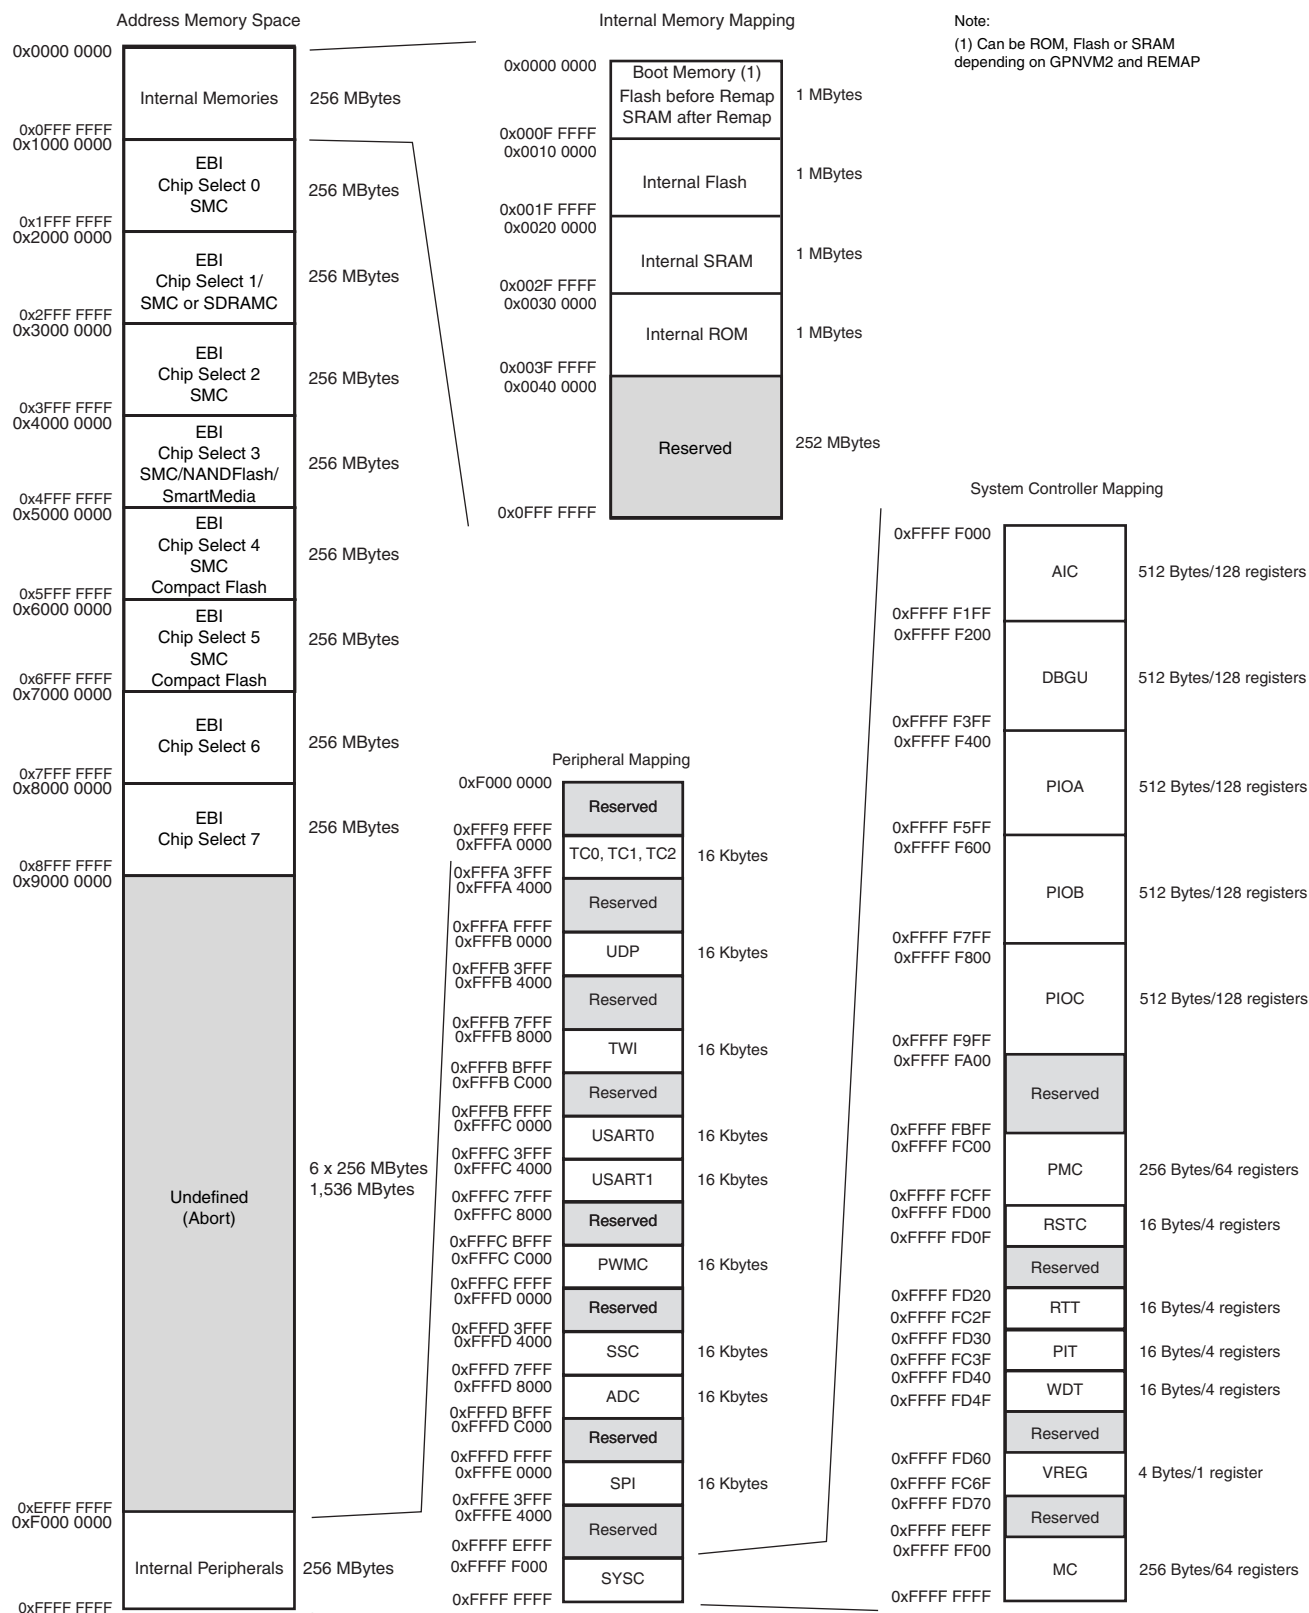 Address Memory Space
0x0000 0000
Internal Memories
256 MBytes
0x0FFF FFFF
0x1000 0000
EBI
Chip Select 0
SMC
256 MBytes
0x1FFF FFFF
0x2000 0000
EBI
Chip Select 1/
SMC or SDRAMC
256 MBytes
0x2FFF FFFF
0x3000 0000
EBI
Chip Select 2
SMC
256 MBytes
0x3FFF FFFF
0x4000 0000
EBI
Chip Select 3
SMC/NANDFlash/
SmartMedia
256 MBytes
0x4FFF FFFF
0x5000 0000
EBI
Chip Select 4
SMC
Compact Flash
256 MBytes
0x5FFF FFFF
0x6000 0000
EBI
Chip Select 5
SMC
Compact Flash
256 MBytes
0x6FFF FFFF
0x7000 0000
EBI
Chip Select 6
256 MBytes
0x7FFF FFFF
0x8000 0000
EBI
Chip Select 7
256 MBytes
0x8FFF FFFF
0x9000 0000
Undefined
(Abort)
6 x 256 MBytes
1,536 MBytes
0xEFFF FFFF
0xF000 0000
Internal Peripherals
256 MBytes
0xFFFF FFFF
Internal Memory Mapping
0x0000 0000
Boot Memory (1)
Flash before Remap
SRAM after Remap
1 MBytes
0x000F FFFF
0x0010 0000
Internal Flash
1 MBytes
0x001F FFFF
0x0020 0000
Internal SRAM
1 MBytes
0x002F FFFF
0x0030 0000
Internal ROM
1 MBytes
0x003F FFFF
0x0040 0000
Reserved
252 MBytes
0x0FFF FFFF
Note:
(1) Can be ROM, Flash or SRAM
depending on GPNVM2 and REMAP
Peripheral Mapping
0xF000 0000
Reserved
0xFFF9 FFFF
0xFFFA 0000
TC0, TC1, TC2
16 Kbytes
0xFFFA 3FFF
0xFFFA 4000
Reserved
0xFFFA FFFF
0xFFFB 0000
UDP
16 Kbytes
0xFFFB 3FFF
0xFFFB 4000
Reserved
0xFFFB 7FFF
0xFFFB 8000
TWI
16 Kbytes
0xFFFB BFFF
0xFFFB C000
Reserved
0xFFFB FFFF
0xFFFC 0000
USART0
16 Kbytes
0xFFFC 3FFF
0xFFFC 4000
USART1
16 Kbytes
0xFFFC 7FFF
0xFFFC 8000
Reserved
0xFFFC BFFF
0xFFFC C000
PWMC
16 Kbytes
0xFFFC FFFF
0xFFFD 0000
Reserved
0xFFFD 3FFF
0xFFFD 4000
SSC
16 Kbytes
0xFFFD 7FFF
0xFFFD 8000
ADC
16 Kbytes
0xFFFD BFFF
0xFFFD C000
Reserved
0xFFFD FFFF
0xFFFE 0000
SPI
16 Kbytes
0xFFFE 3FFF
0xFFFE 4000
Reserved
0xFFFF EFFF
0xFFFF F000
SYSC
0xFFFF FFFF
System Controller Mapping
0xFFFF F000
AIC
512 Bytes/128 registers
0xFFFF F1FF
0xFFFF F200
DBGU
512 Bytes/128 registers
0xFFFF F3FF
0xFFFF F400
PIOA
512 Bytes/128 registers
0xFFFF F5FF
0xFFFF F600
PIOB
512 Bytes/128 registers
0xFFFF F7FF
0xFFFF F800
PIOC
512 Bytes/128 registers
0xFFFF F9FF
0xFFFF FA00
Reserved
0xFFFF FBFF
0xFFFF FC00
PMC
256 Bytes/64 registers
0xFFFF FCFF
0xFFFF FD00
RSTC
16 Bytes/4 registers
0xFFFF FD0F
Reserved
0xFFFF FD20
RTT
16 Bytes/4 registers
0xFFFF FC2F
0xFFFF FD30
PIT
16 Bytes/4 registers
0xFFFF FC3F
0xFFFF FD40
WDT
16 Bytes/4 registers
0xFFFF FD4F
Reserved
0xFFFF FD60
VREG
4 Bytes/1 register
0xFFFF FC6F
0xFFFF FD70
Reserved
0xFFFF FEFF
0xFFFF FF00
MC
256 Bytes/64 registers
0xFFFF FFFF